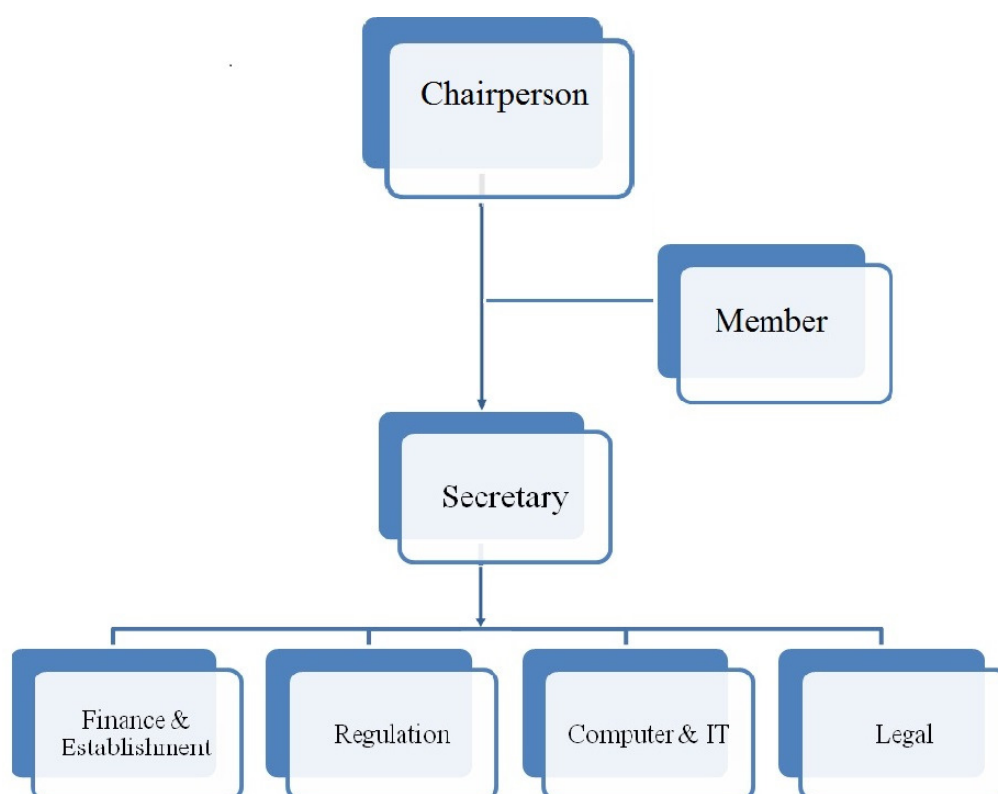 Chairperson
Member
Secretary
Finance &
Establishment
Regulation
Computer & IT
Legal